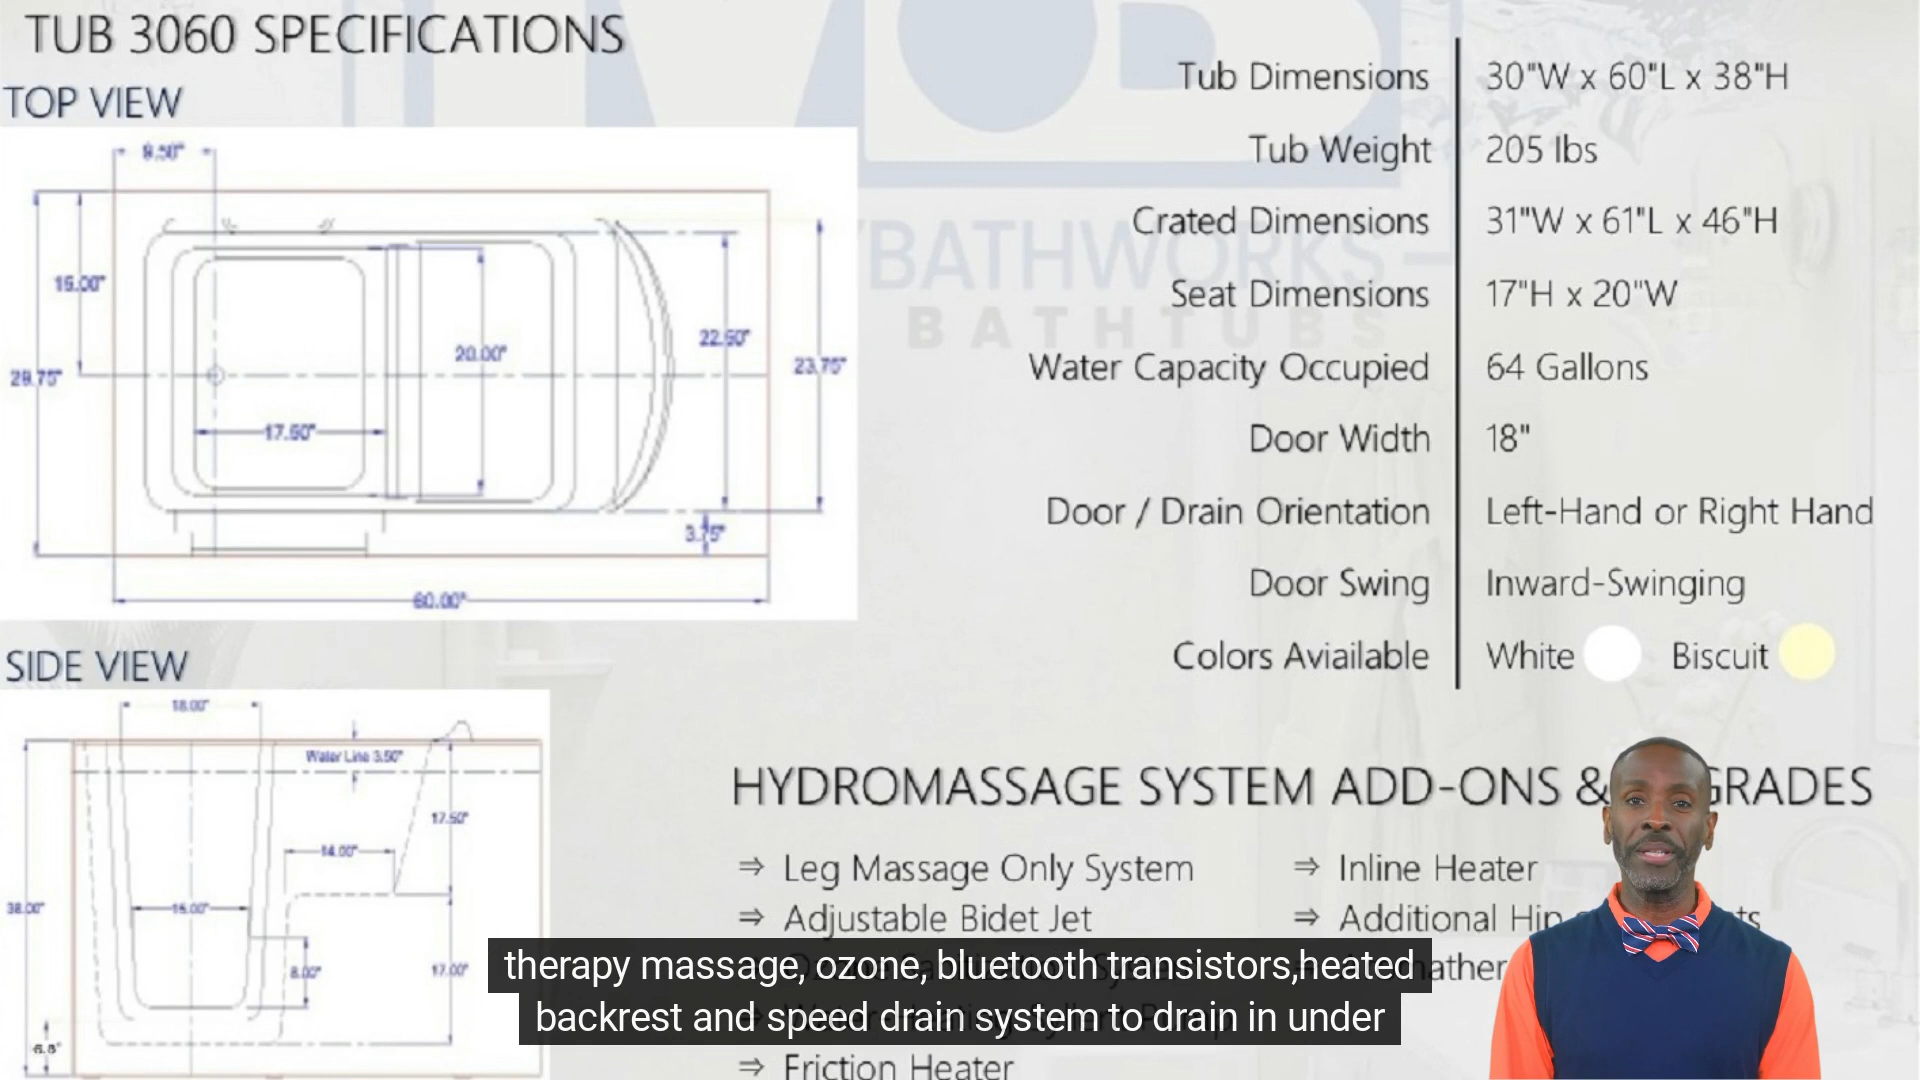 TUB 3060 SPECIFICATIONS
TOP VIEW
9.50"
15.00"
29.75"
20.00"
17.50"
22.50"
23.75"
3.75"
60.00"
Tub Dimensions 30"W x 60"L x 38"H
Tub Weight 205 lbs
Crated Dimensions 31"W x 61"L x 46"H
Seat Dimensions 17"H x 20"W
Water Capacity Occupied 64 Gallons
Door Width 18"
Door / Drain Orientation Left-Hand or Right Hand
Door Swing Inward-Swinging
Colors Aviailable White Biscuit
BATHWORKS
BATHTUBS
SIDE VIEW
18.00"
Water Line 3.50"
17.50"
14.00"
38.00"
15.00"
8.00"
17.00"
HYDROMASSAGE SYSTEM ADD-ONS &
Leg Massage Only System
Adjustable Bidet Jet
Friction Heater
Inline Heater
Additional
therapy massage, ozone, bluetooth transistors,heated
backrest and speed drain system to drain in under